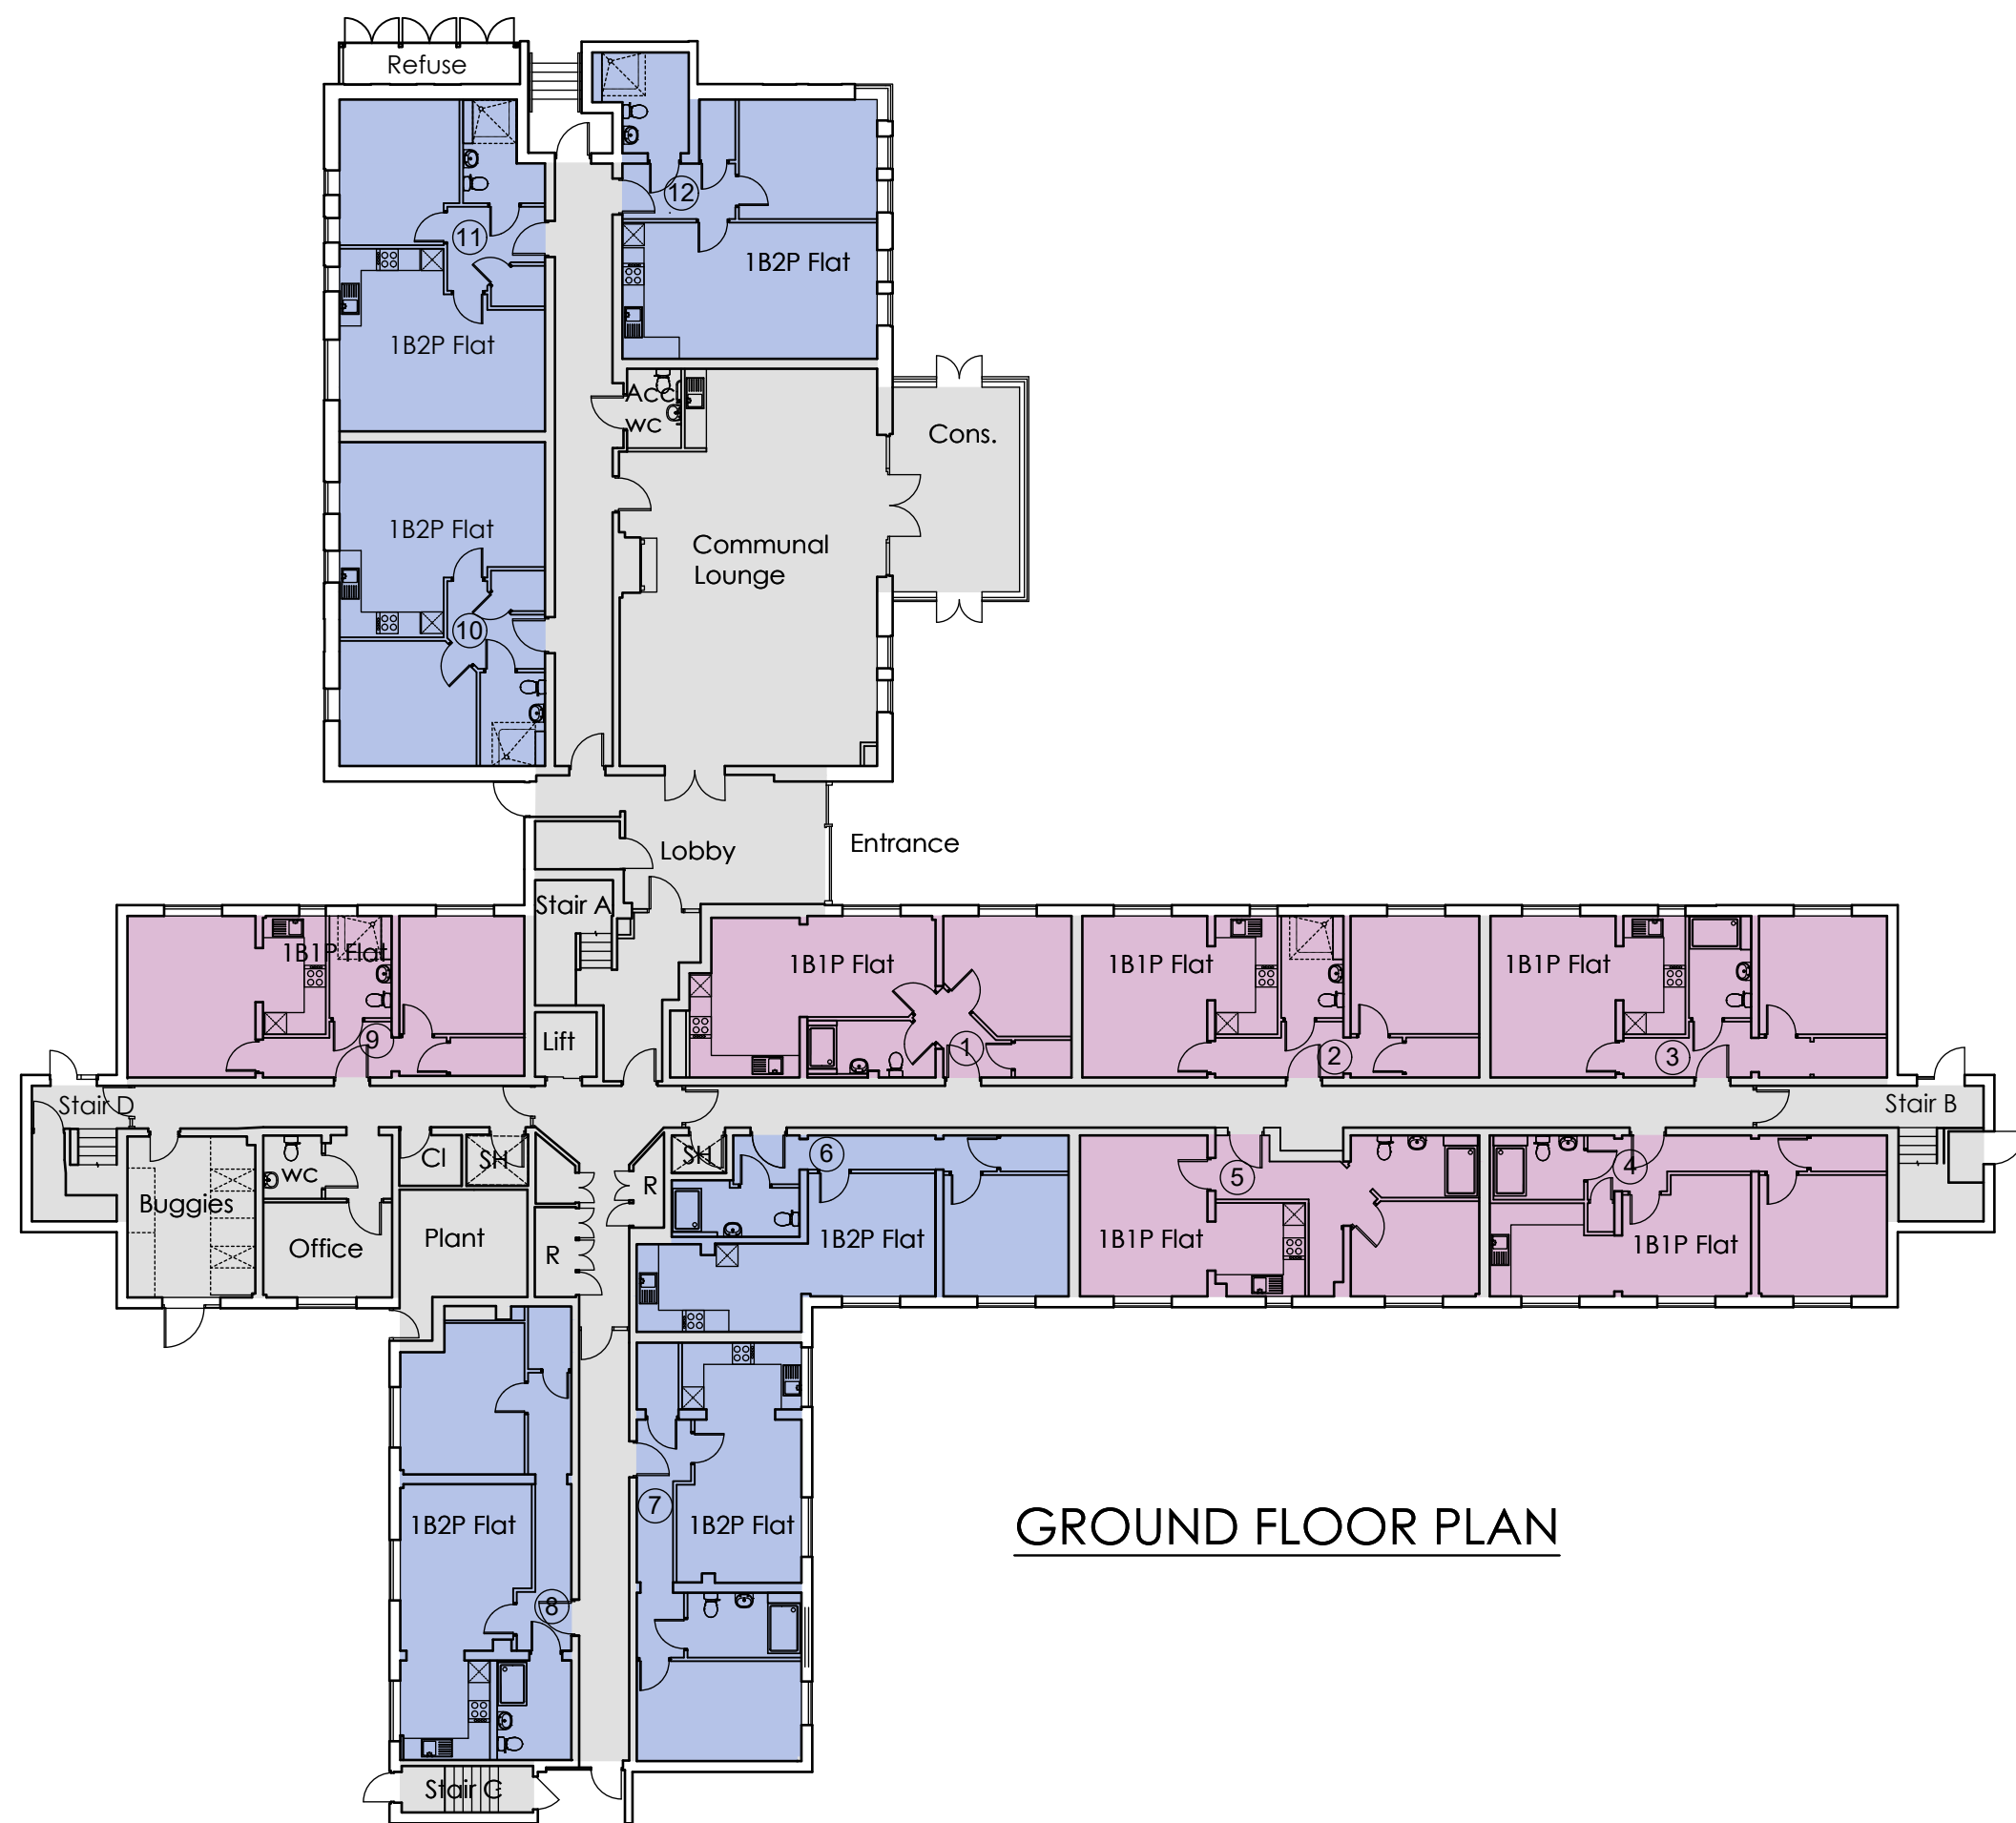 Refuse
12
11
1B2P Flat
1B2P Flat
Acc
wc
Cons.
1B2P Flat
Communal
Lounge
10
Entrance
Lobby
Stair A
1B1P Flat
1B1P Flat
1B1P Flat
1B1P Flat
9
Lift
1
2
3
Stair D
Stair B
Cl
SH
SH
6
wc
R
5
4
Buggies
Plant
Office
R
1B2P Flat
1B1P Flat
1B1P Flat
7
1B2P Flat
1B2P Flat
GROUND FLOOR PLAN
8
Stair C